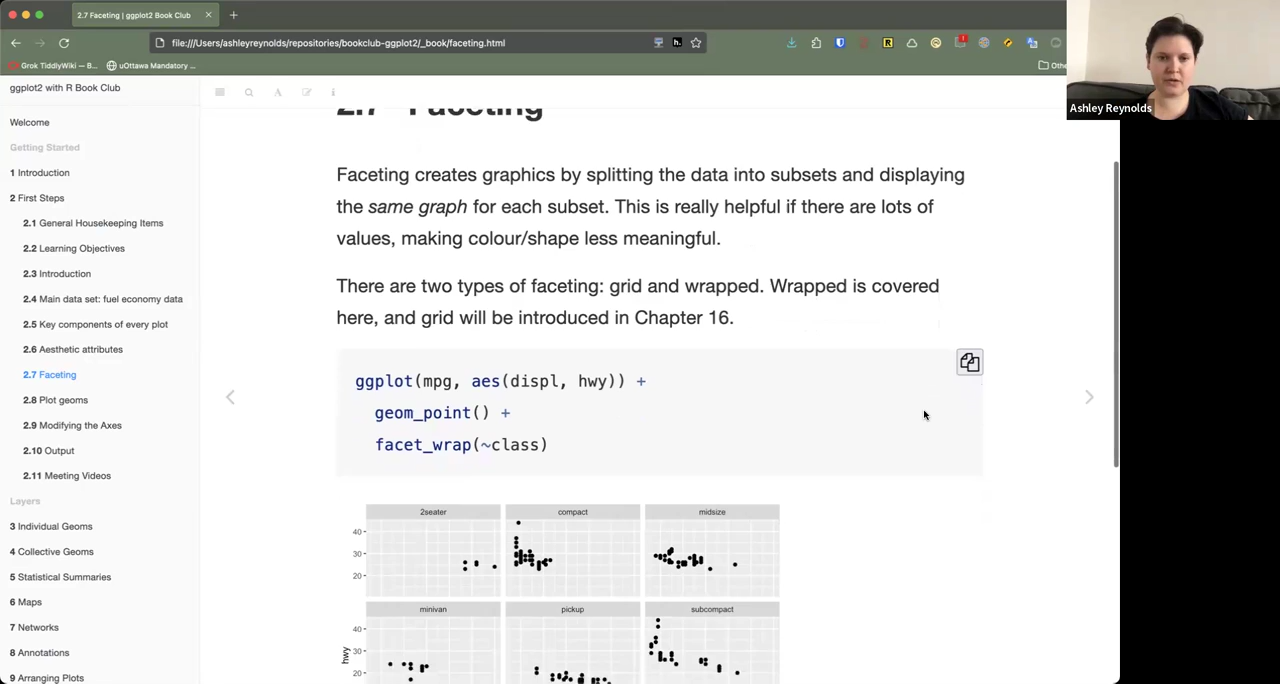 2.7 Faceting | ggplot2 Book Club
file:///Users/ashleyreynolds/repositories/bookclub-ggplot2/_book/faceting.html
Grok TiddlyWiki — B...
uOttawa Mandatory ...
Othe
Ashley Reynolds
ggplot2 with R Book Club
Welcome
Getting Started
1 Introduction
2 First Steps
2.1 General Housekeeping Items
2.2 Learning Objectives
2.3 Introduction
2.4 Main data set: fuel economy data
2.5 Key components of every plot
2.6 Aesthetic attributes
2.7 Faceting
2.8 Plot geoms
2.9 Modifying the Axes
2.10 Output
2.11 Meeting Videos
Layers
3 Individual Geoms
4 Collective Geoms
5 Statistical Summaries
6 Maps
7 Networks
8 Annotations
9 Arranging Plots
2.7 Faceting
Faceting creates graphics by splitting the data into subsets and displaying
the same graph for each subset. This is really helpful if there are lots of
values, making colour/shape less meaningful.
There are two types of faceting: grid and wrapped. Wrapped is covered
here, and grid will be introduced in Chapter 16.
ggplot(mpg, aes(displ, hwy)) +
geom_point() +
facet_wrap(~class)
2seater
compact
midsize
40
30
20
minivan
pickup
subcompact
40
30
20
hwy